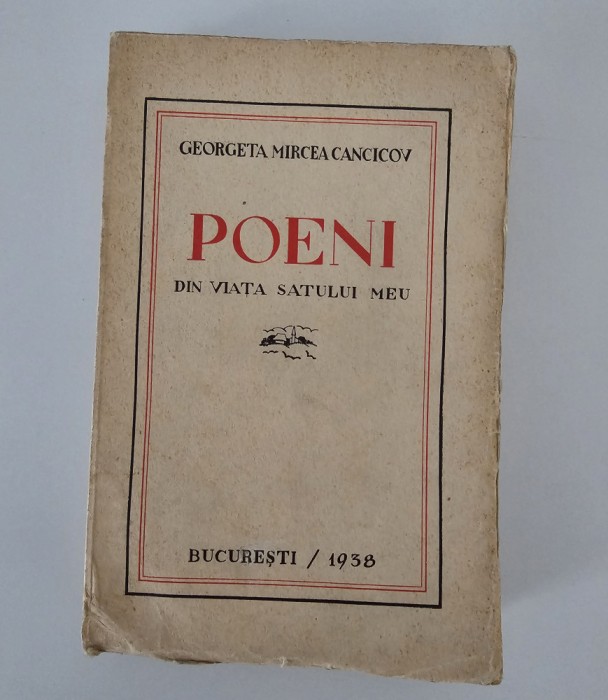 GEORGETA MIRCEA CANCICOV
POENI
DIN VIAȚA SATULUI MEU
BUCUREȘTI / 1938